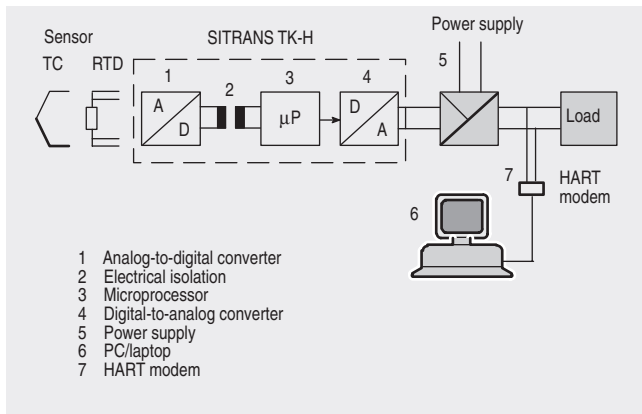 Sensor
SITRANS TK-H
Power supply
TC
RTD
1
2
3
4
5
A
D
μP
D
A
Load
7
HART
modem
6
1 Analog-to-digital converter
2 Electrical isolation
3 Microprocessor
4 Digital-to-analog converter
5 Power supply
6 PC/laptop
7 HART modem